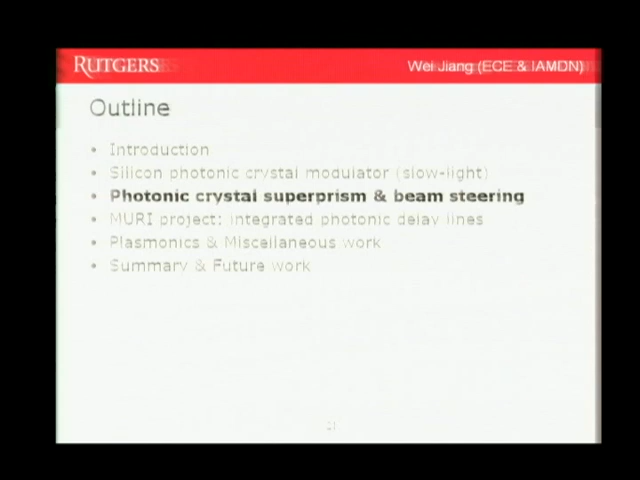 RUTGERS
Wei Jiang (ECE & IAMDN)
Outline
• Introduction
• Silicon photonic crystal modulator (slow-light)
• Photonic crystal superprism & beam steering
• MURI project: integrated photonic delay lines
• Plasmonics & Miscellaneous work
• Summary & Future work